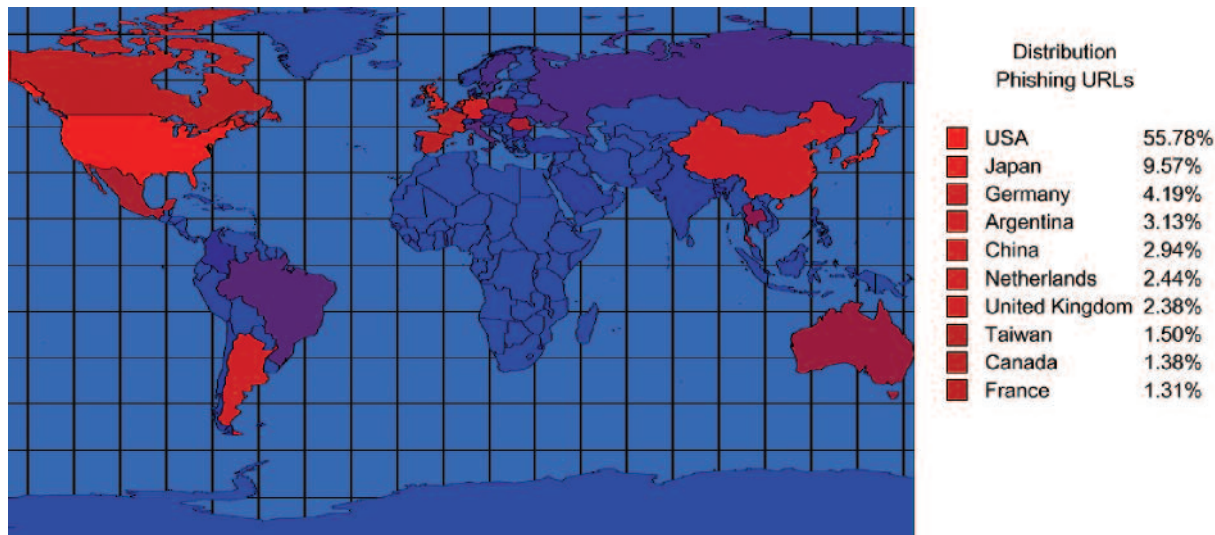 Distribution
Phishing URLs
USA 55.78%
Japan 9.57%
Germany 4.19%
Argentina 3.13%
China 2.94%
Netherlands 2.44%
United Kingdom 2.38%
Taiwan 1.50%
Canada 1.38%
France 1.31%